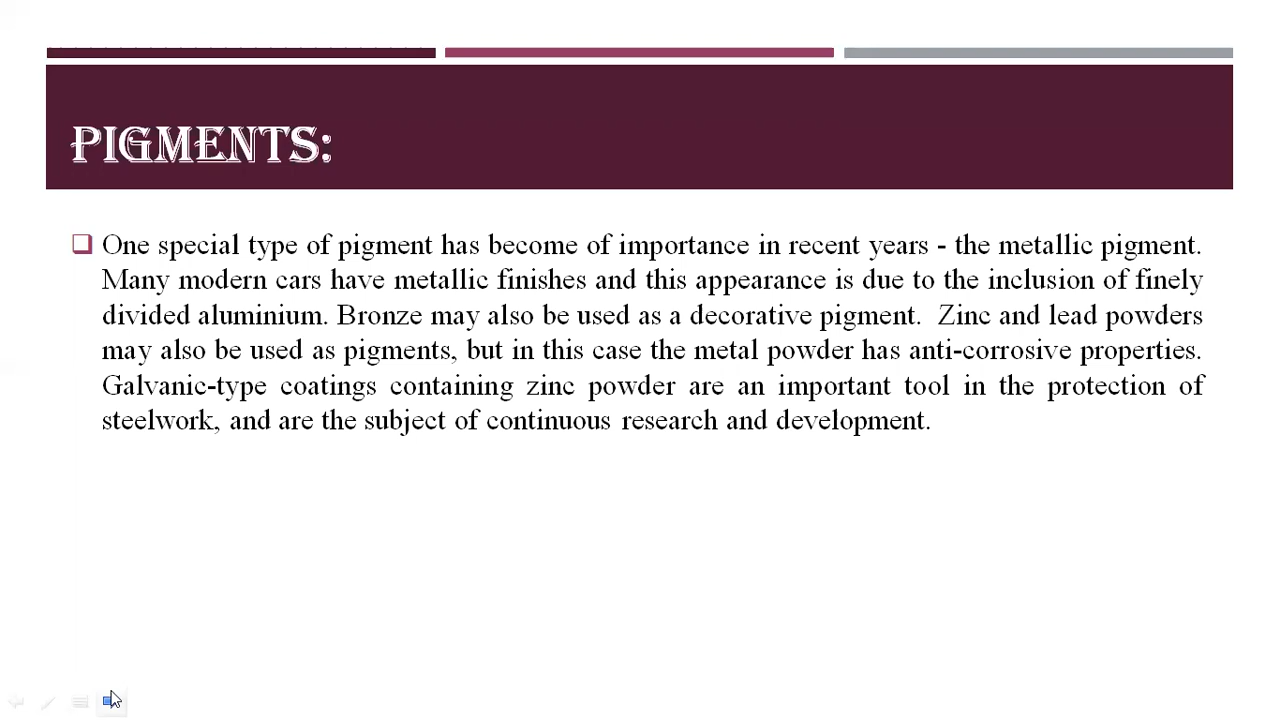 PIGMENTS:
One special type of pigment has become of importance in recent years - the metallic pigment.
Many modern cars have metallic finishes and this appearance is due to the inclusion of finely
divided aluminium. Bronze may also be used as a decorative pigment.  Zinc and lead powders
may also be used as pigments, but in this case the metal powder has anti-corrosive properties.
Galvanic-type coatings containing zinc powder are an important tool in the protection of
steelwork, and are the subject of continuous research and development.